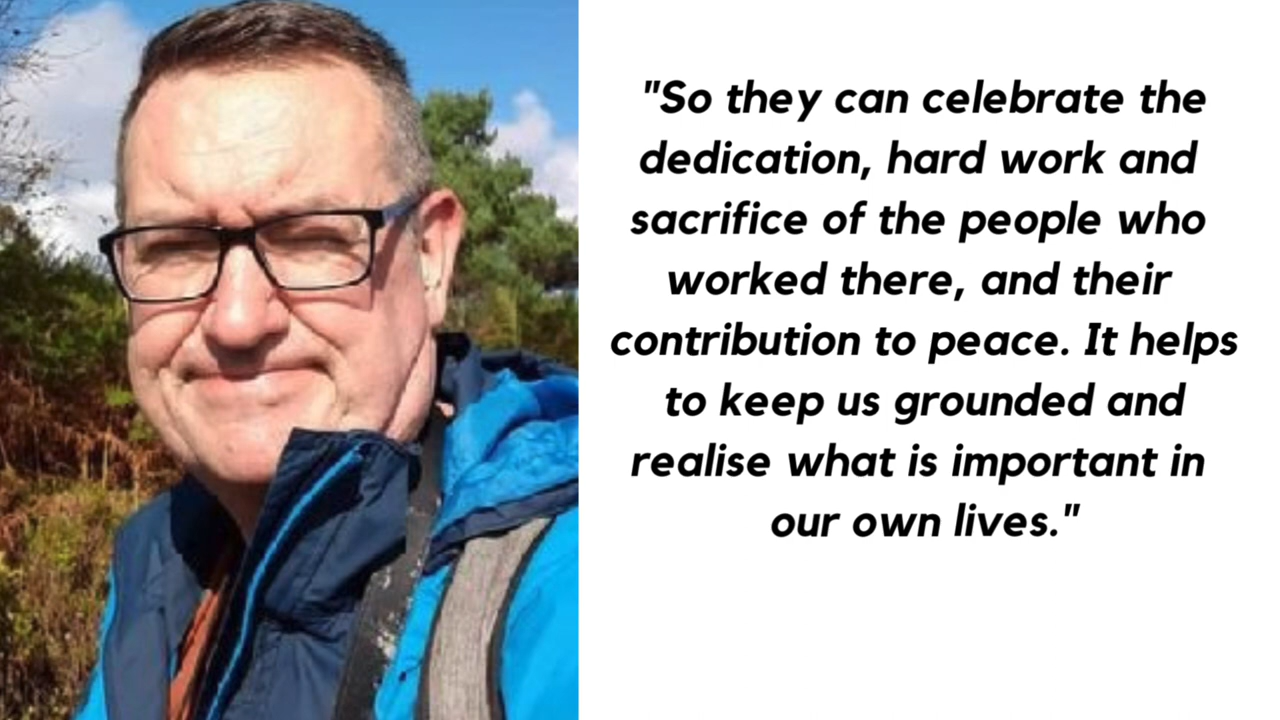 "So they can celebrate the
dedication, hard work and
sacrifice of the people who
worked there, and their
contribution to peace. It helps
to keep us grounded and
realise what is important in
our own lives."